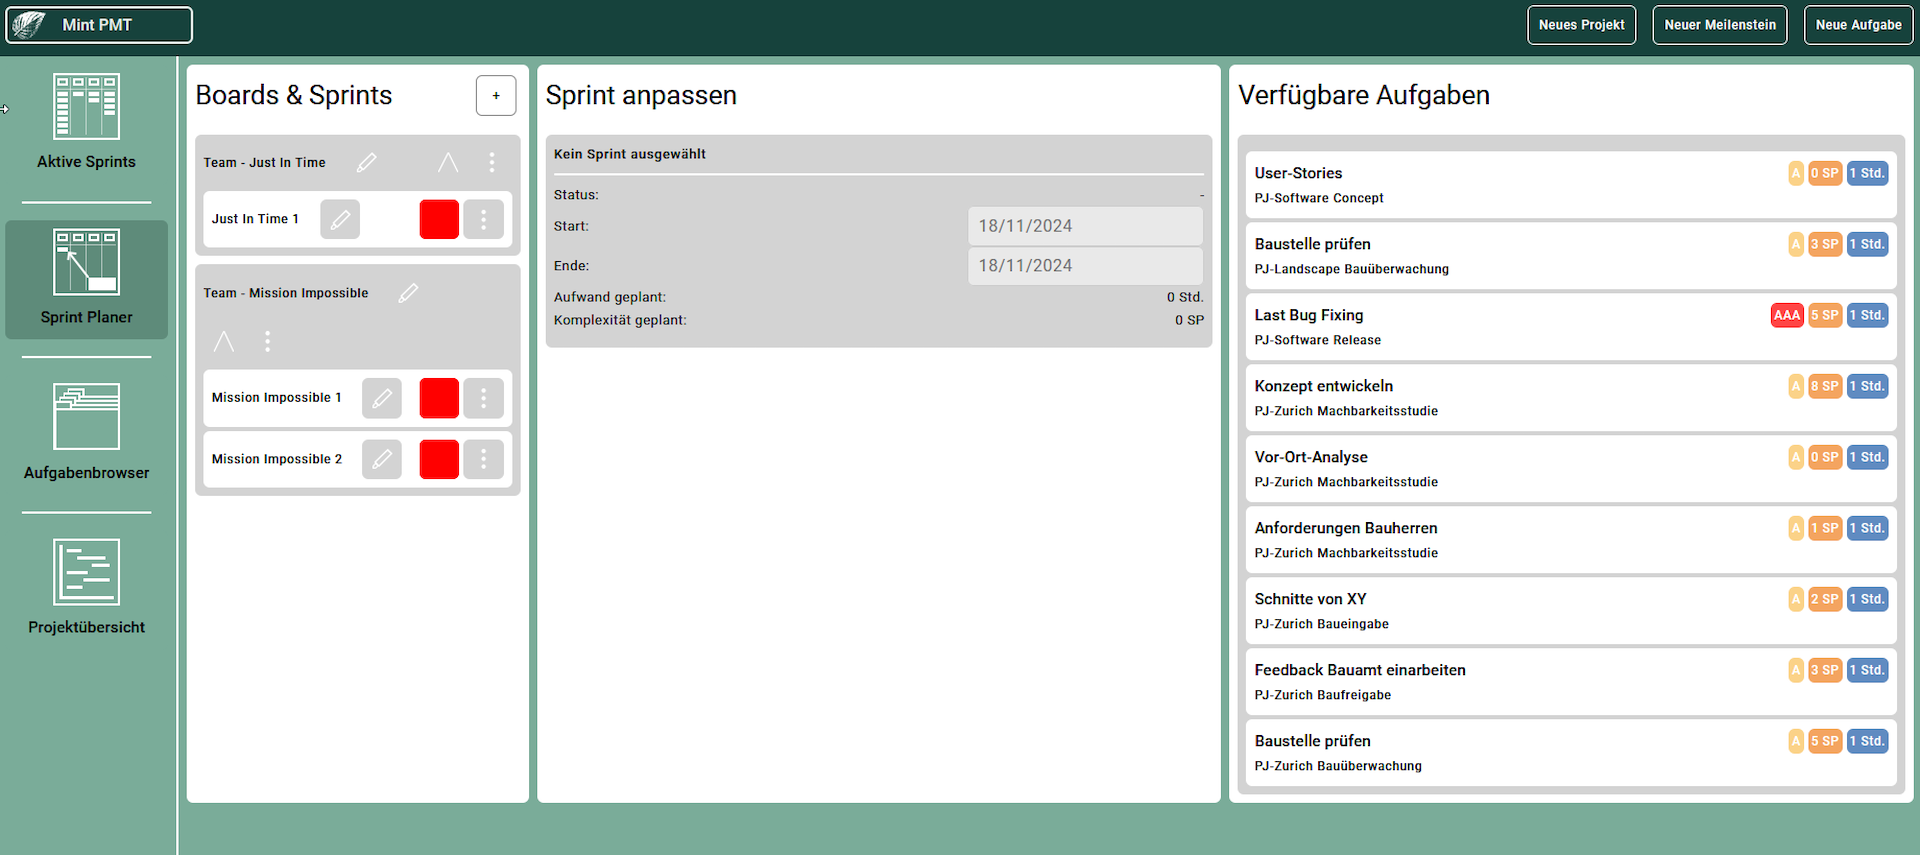 Mint PMT
Neues Projekt
Neuer Meilenstein
Neue Aufgabe
Aktive Sprints
Sprint Planer
Aufgabenbrowser
Projektübersicht
Boards & Sprints
+
Team - Just In Time
Just In Time 1
Team - Mission Impossible
Mission Impossible 1
Mission Impossible 2
Sprint anpassen
Kein Sprint ausgewählt
Status: -
Start: 18/11/2024
Ende: 18/11/2024
Aufwand geplant: 0 Std.
Komplexität geplant: 0 SP
Verfügbare Aufgaben
User-Stories A 0 SP 1 Std.
PJ-Software Concept
Baustelle prüfen A 3 SP 1 Std.
PJ-Landscape Bauüberwachung
Last Bug Fixing AAA 5 SP 1 Std.
PJ-Software Release
Konzept entwickeln A 8 SP 1 Std.
PJ-Zurich Machbarkeitsstudie
Vor-Ort-Analyse A 0 SP 1 Std.
PJ-Zurich Machbarkeitsstudie
Anforderungen Bauherren A 1 SP 1 Std.
PJ-Zurich Machbarkeitsstudie
Schnitte von XY A 2 SP 1 Std.
PJ-Zurich Baueingabe
Feedback Bauamt einarbeiten A 3 SP 1 Std.
PJ-Zurich Baufreigabe
Baustelle prüfen A 5 SP 1 Std.
PJ-Zurich Bauüberwachung